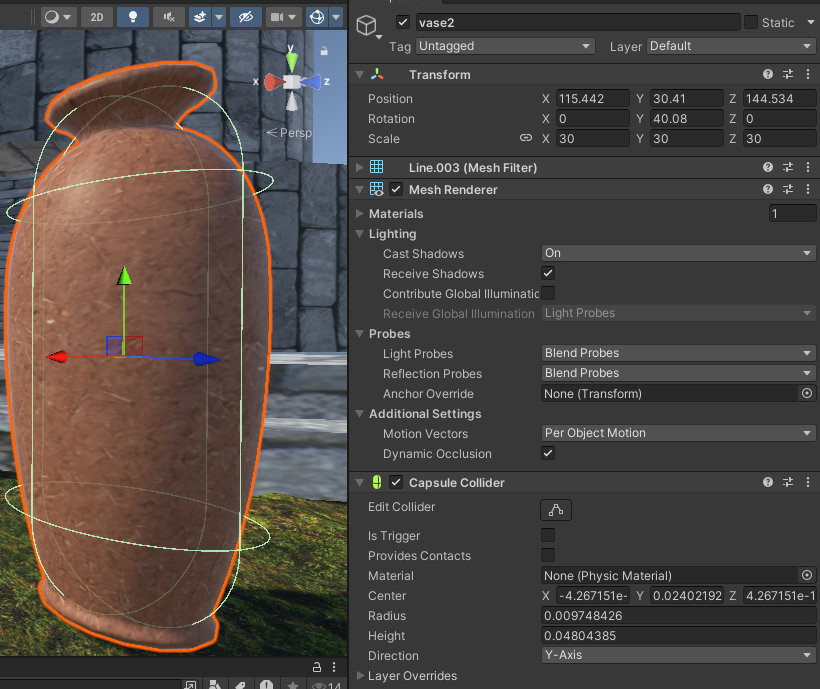 2D
y
x
z
Persp
14
vase2
Static
Tag Untagged Layer Default
Transform
Position X 115.442 Y 30.41 Z 144.534
Rotation X 0 Y 40.08 Z 0
Scale X 30 Y 30 Z 30
Line.003 (Mesh Filter)
Mesh Renderer
Materials 1
Lighting
Cast Shadows On
Receive Shadows
Contribute Global Illuminatic
Receive Global Illumination Light Probes
Probes
Light Probes Blend Probes
Reflection Probes Blend Probes
Anchor Override None (Transform)
Additional Settings
Motion Vectors Per Object Motion
Dynamic Occlusion
Capsule Collider
Edit Collider
Is Trigger
Provides Contacts
Material None (Physic Material)
Center X -4.267151e- Y 0.02402192 Z 4.267151e-1
Radius 0.009748426
Height 0.04804385
Direction Y-Axis
Layer Overrides